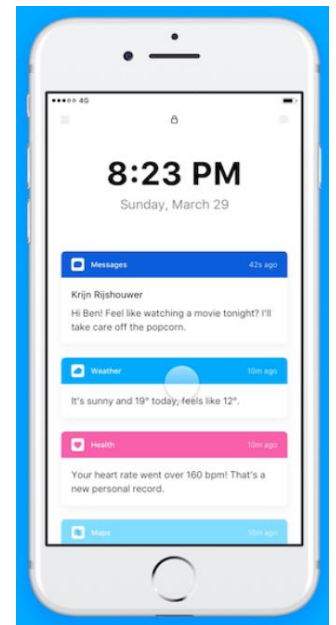 4G
8:23 PM
Sunday, March 29
Messages 42s ago
Krijn Rijshouwer
Hi Ben! Feel like watching a movie tonight? I'll
take care off the popcorn.
Weather 10m ago
It's sunny and 19° today, feels like 12°.
Health 10m ago
Your heart rate went over 160 bpm! That's a
new personal record.
Maps 15m ago